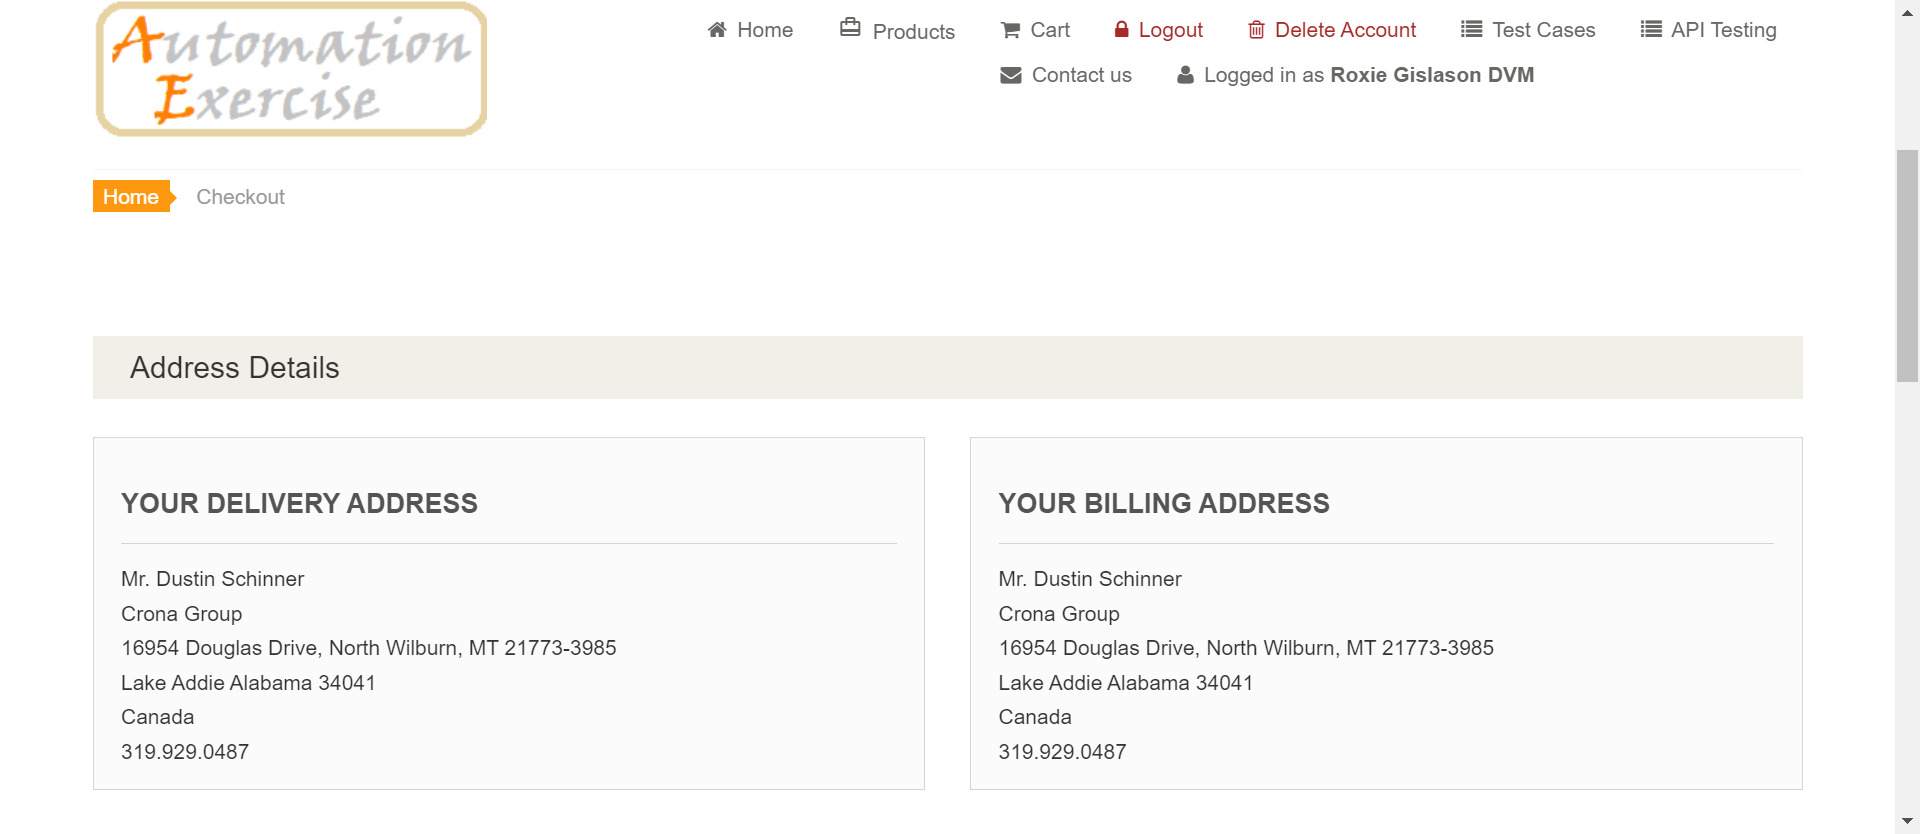 Automation
Exercise
Home
Products
Cart
Logout
Delete Account
Test Cases
API Testing
Contact us
Logged in as Roxie Gislason DVM
Home
Checkout
Address Details
YOUR DELIVERY ADDRESS
Mr. Dustin Schinner
Crona Group
16954 Douglas Drive, North Wilburn, MT 21773-3985
Lake Addie Alabama 34041
Canada
319.929.0487
YOUR BILLING ADDRESS
Mr. Dustin Schinner
Crona Group
16954 Douglas Drive, North Wilburn, MT 21773-3985
Lake Addie Alabama 34041
Canada
319.929.0487